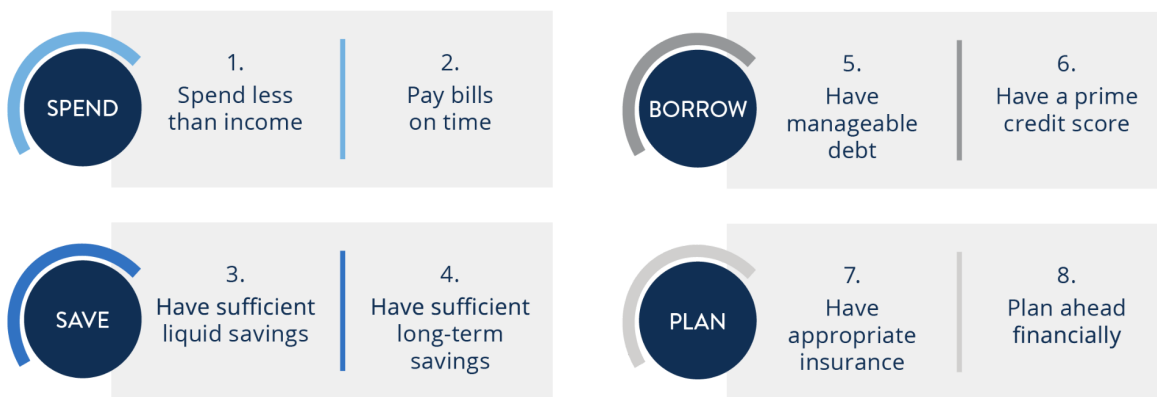 SPEND
1.
Spend less
than income
2.
Pay bills
on time
SAVE
3.
Have sufficient
liquid savings
4.
Have sufficient
long-term
savings
BORROW
5.
Have
manageable
debt
6.
Have a prime
credit score
PLAN
7.
Have
appropriate
insurance
8.
Plan ahead
financially